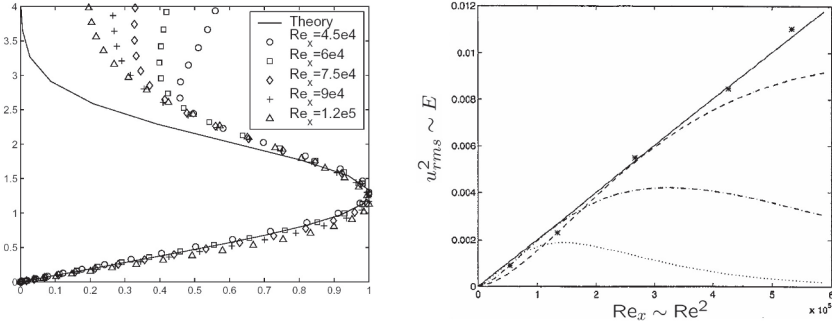 4
3.5
3
2.5
2
1.5
1
0.5
0
0 0.1 0.2 0.3 0.4 0.5 0.6 0.7 0.8 0.9 1
Theory
Re_x=4.5e4
Re_x=6e4
Re_x=7.5e4
Re_x=9e4
Re_x=1.2e5
0.012
0.01
0.008
0.006
0.004
0.002
0
u²_rms ~ E
0 1 2 3 4 5 6
x 10⁵
Re_x ~ Re²